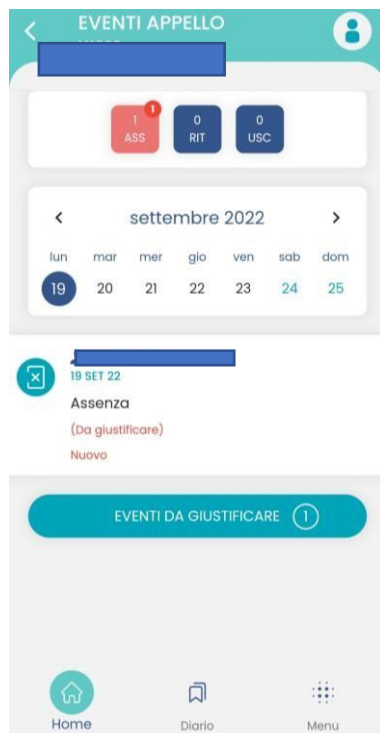 EVENTI APPELLO
1 ASS 1
0 RIT
0 USC
settembre 2022
lun mar mer gio ven sab dom
19 20 21 22 23 24 25
19 SET 22
Assenza
(Da giustificare)
Nuovo
EVENTI DA GIUSTIFICARE 1
Home Diario Menu